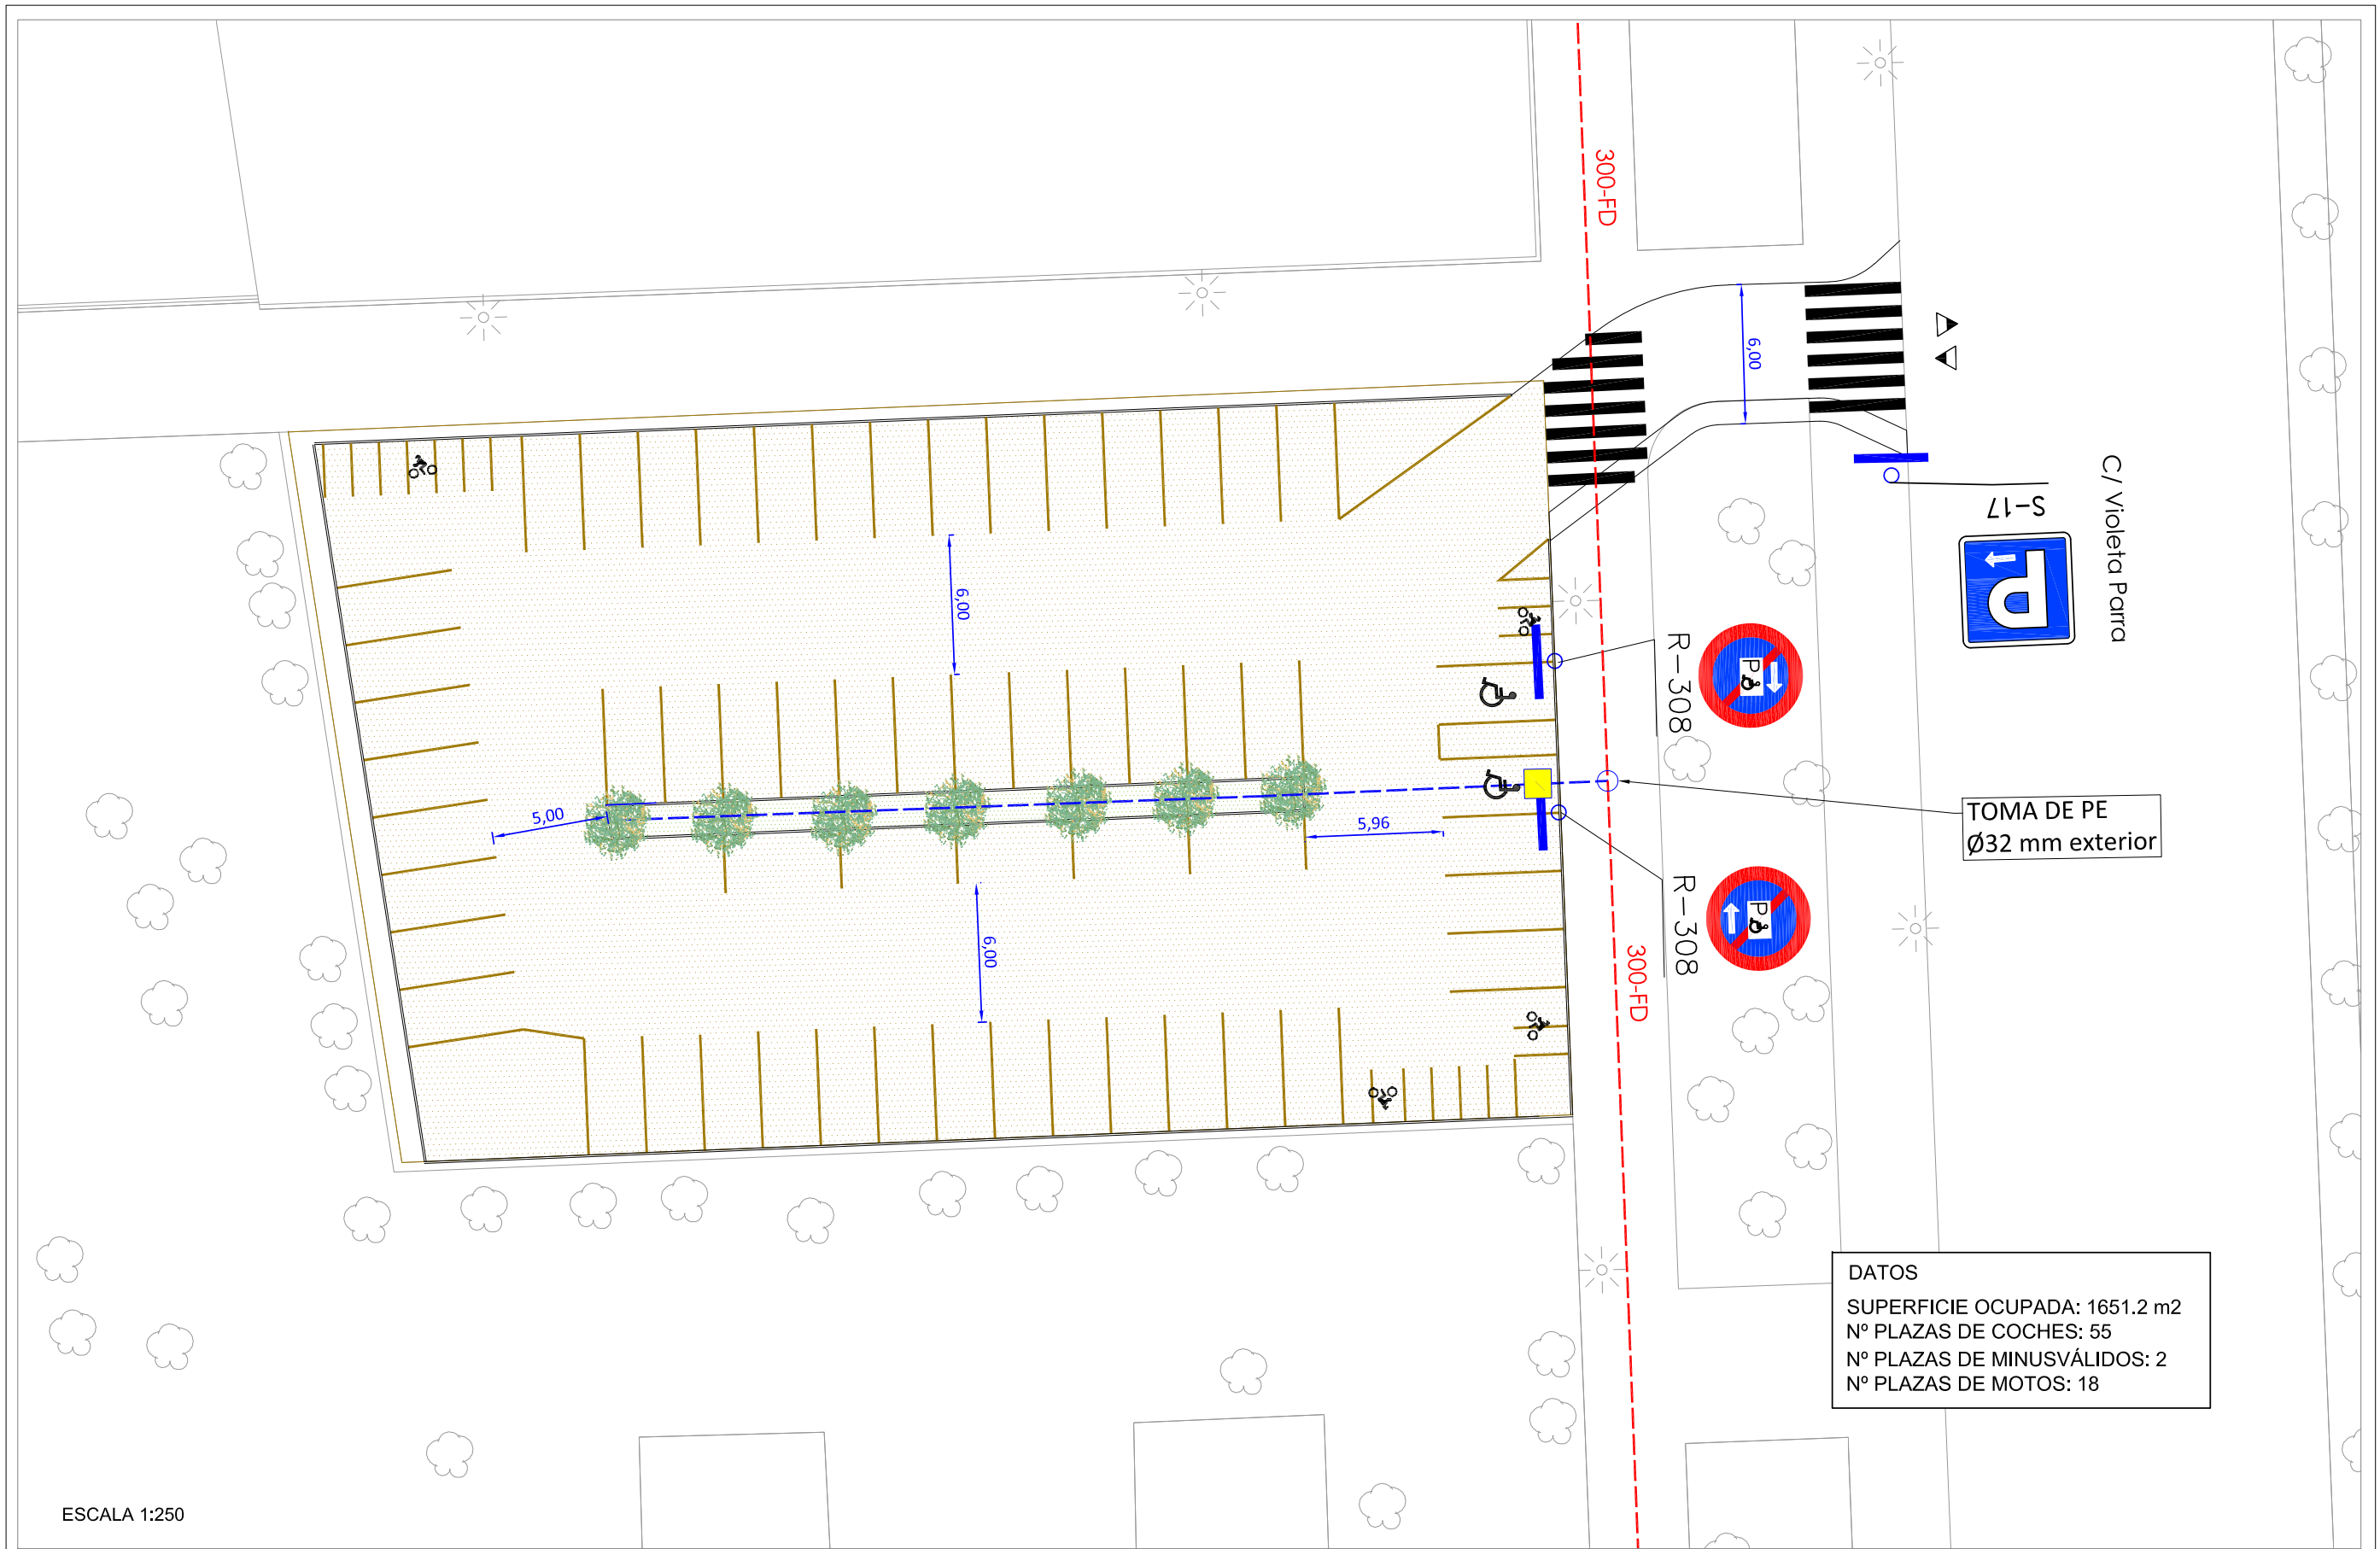 300-FD
6,00
C/ Violeta Parra
S-17
P
6,00
R-308
P
5,00
5,96
TOMA DE PE
Ø32 mm exterior
R-308
P
6,00
300-FD
DATOS
SUPERFICIE OCUPADA: 1651.2 m2
Nº PLAZAS DE COCHES: 55
Nº PLAZAS DE MINUSVÁLIDOS: 2
Nº PLAZAS DE MOTOS: 18
ESCALA 1:250